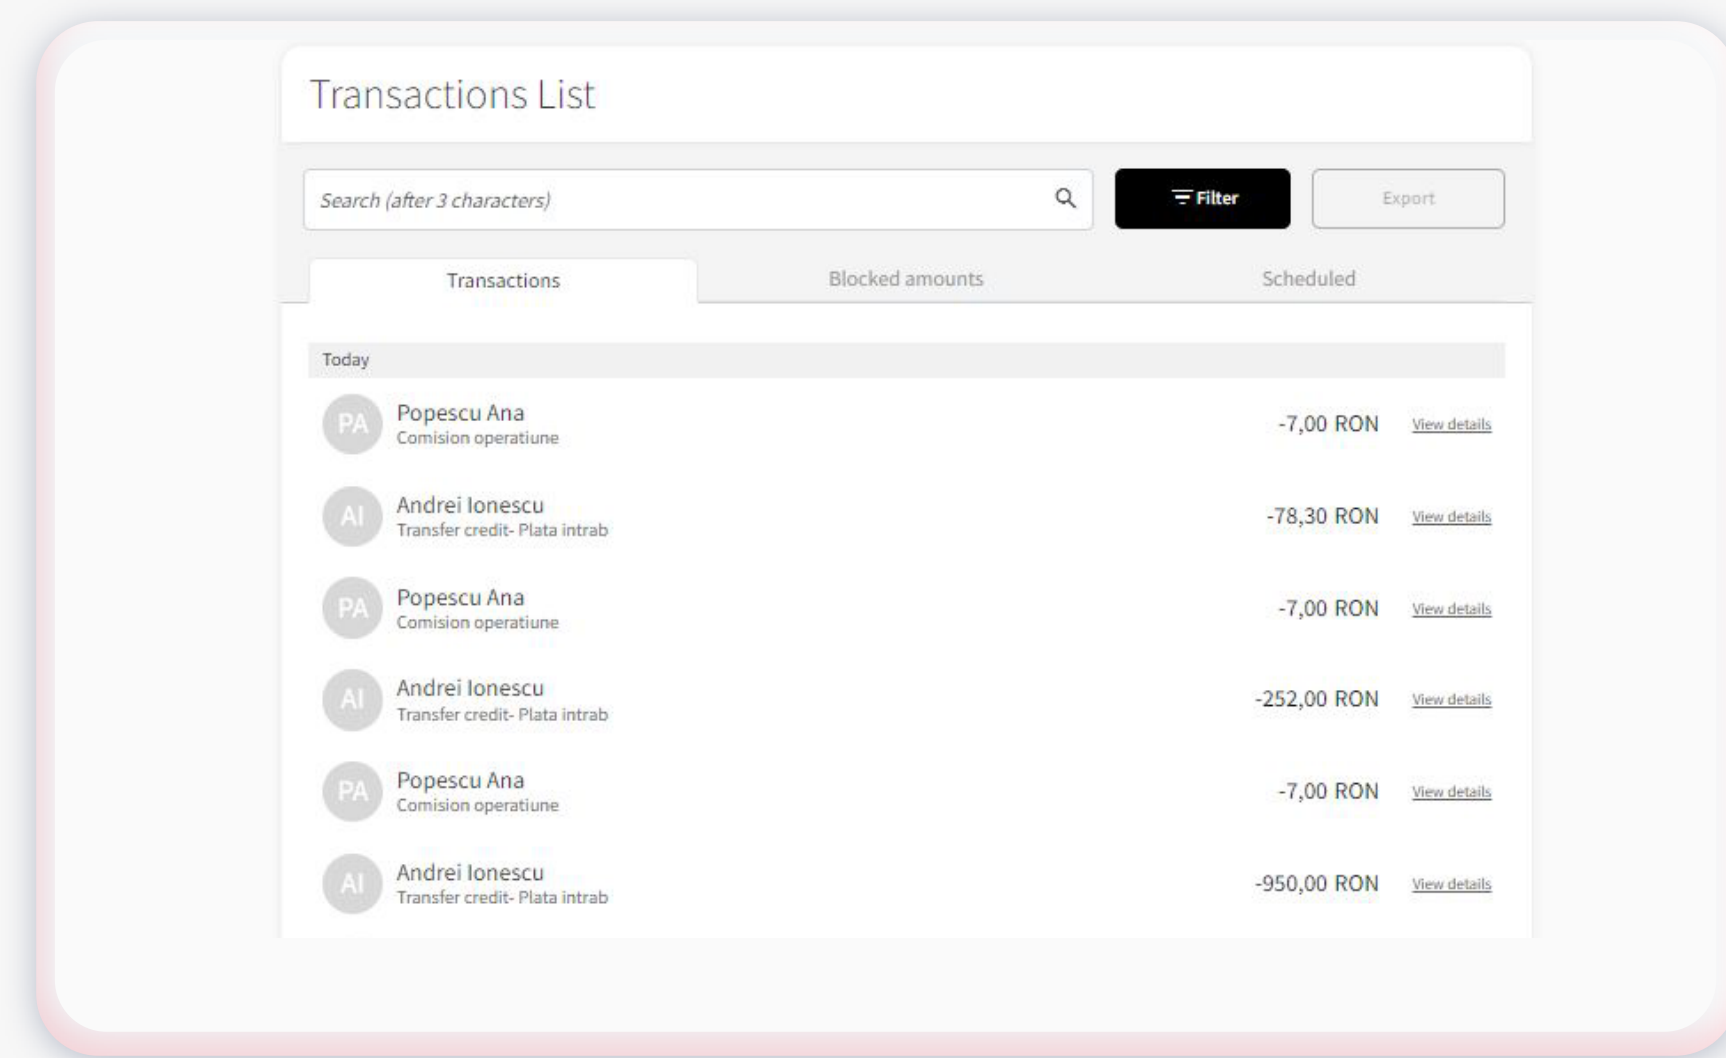 Transactions List
Search (after 3 characters)
Filter
Export
Transactions
Blocked amounts
Scheduled
Today
PA
Popescu Ana
Comision operatiune
-7,00 RON
View details
AI
Andrei Ionescu
Transfer credit- Plata intrab
-78,30 RON
View details
PA
Popescu Ana
Comision operatiune
-7,00 RON
View details
AI
Andrei Ionescu
Transfer credit- Plata intrab
-252,00 RON
View details
PA
Popescu Ana
Comision operatiune
-7,00 RON
View details
AI
Andrei Ionescu
Transfer credit- Plata intrab
-950,00 RON
View details